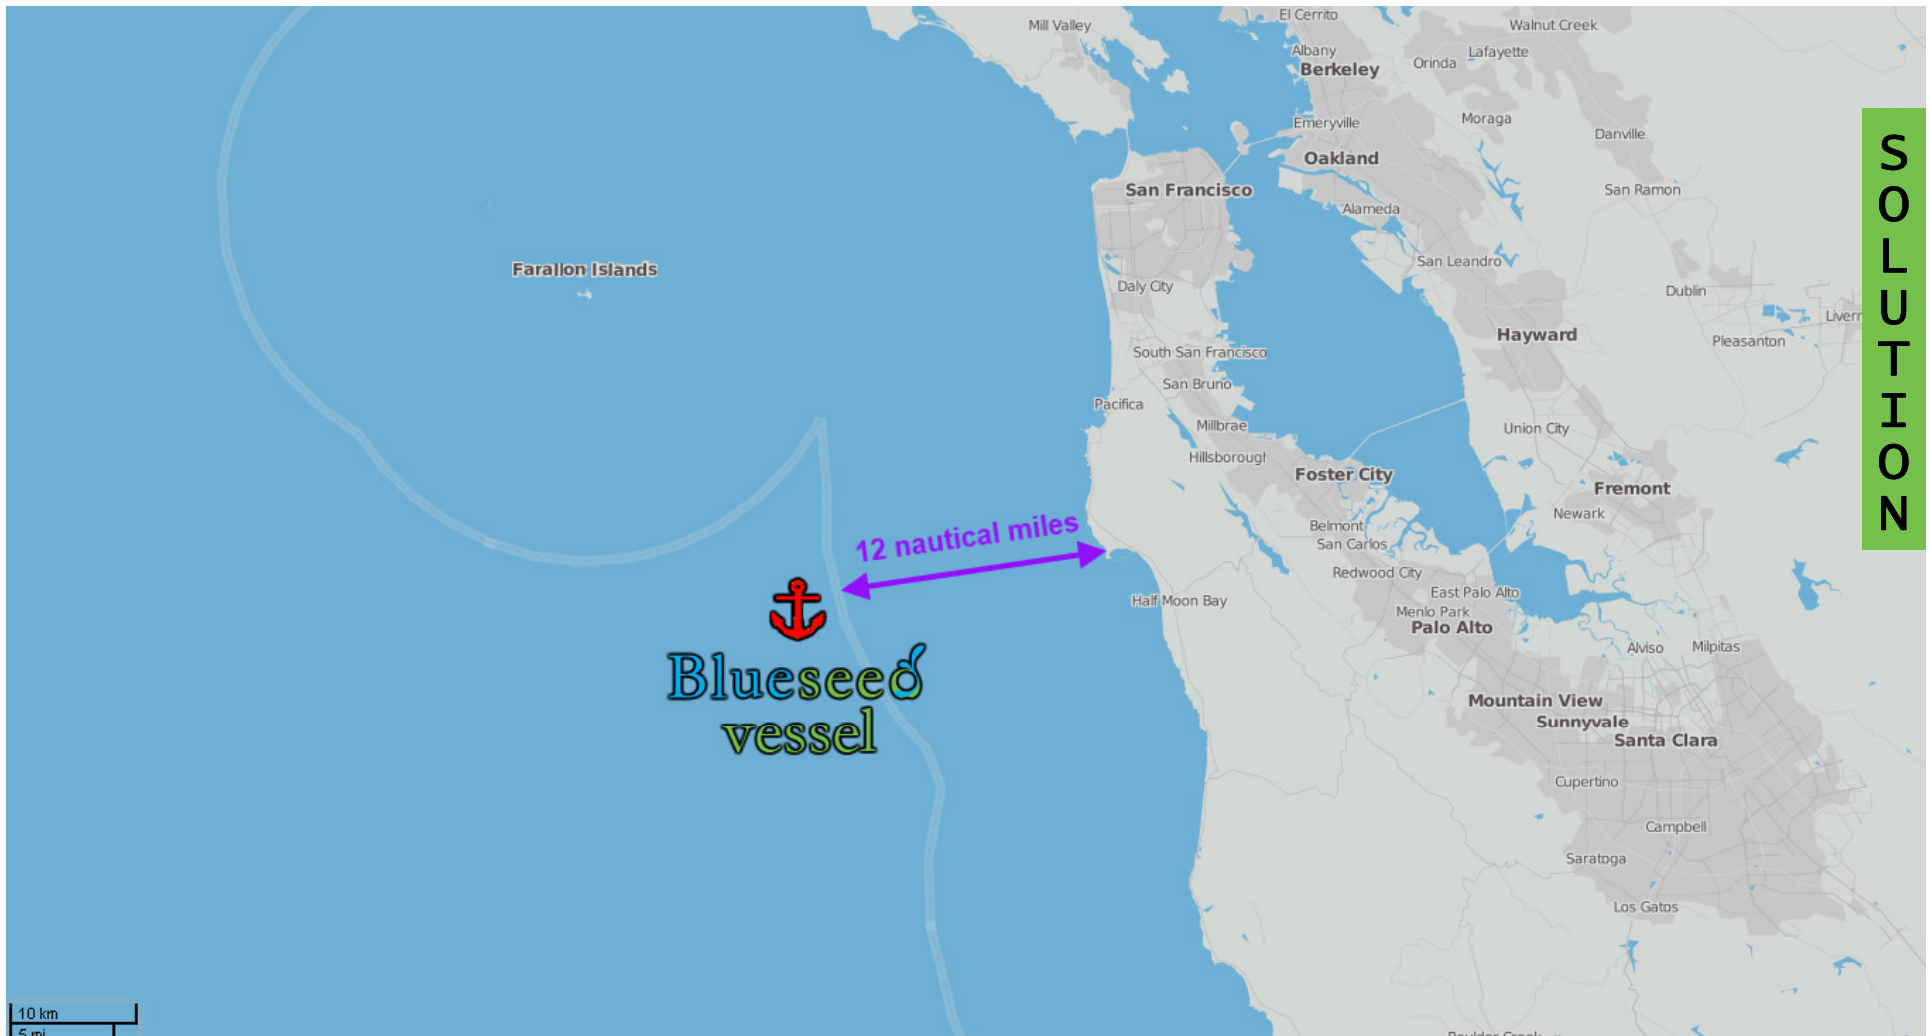 El Cerrito
Mill Valley
Walnut Creek
Albany
Lafayette
Orinda
Berkeley
Emeryville
Moraga
Danville
Oakland
San Francisco
San Ramon
Alameda
San Leandro
Farallon Islands
Daly City
Dublin
Liverr
Hayward
Pleasanton
South San Francisco
San Bruno
Pacifica
Millbrae
Union City
Hillsborough
Foster City
Fremont
Newark
12 nautical miles
Belmont
San Carlos
Redwood City
East Palo Alto
Half Moon Bay
Menlo Park
Palo Alto
Alviso
Milpitas
Blueseed
vessel
Mountain View
Sunnyvale
Santa Clara
Cupertino
Campbell
Saratoga
Los Gatos
10 km
5 mi
Boulder Creek
SOLUTION